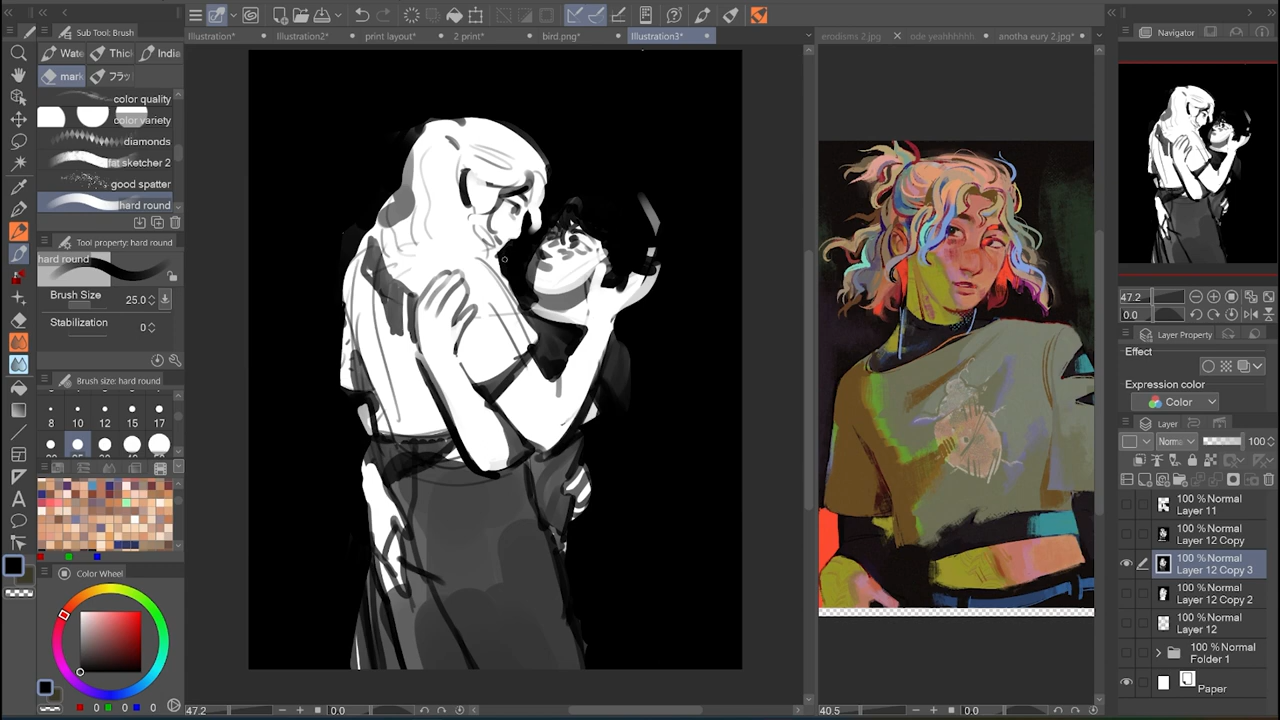 Sub Tool: Brush
Wate
Thic
India
mark
フラッ
color quality
color variety
diamonds
fat sketcher 2
good spatter
hard round
Tool property: hard round
hard round
Brush Size
25.0
Stabilization
0
Brush size: hard round
8 10 12 15 17
Color Wheel
0 0 0
Illustration* Illustration2* print layout* 2 print* bird.png* Illustration3*
47.2 0.0
erodisms 2.jpg ode yeahhhhh anotha eury 2.jpg*
40.5 0.0
Navigator
47.2
0.0
Layer Property
Effect
Expression color
Color
Layer
Norma 100
100 % Normal
Layer 11
100 % Normal
Layer 12 Copy
100 % Normal
Layer 12 Copy 3
100 % Normal
Layer 12 Copy 2
100 % Normal
Layer 12
100 % Normal
Folder 1
Paper